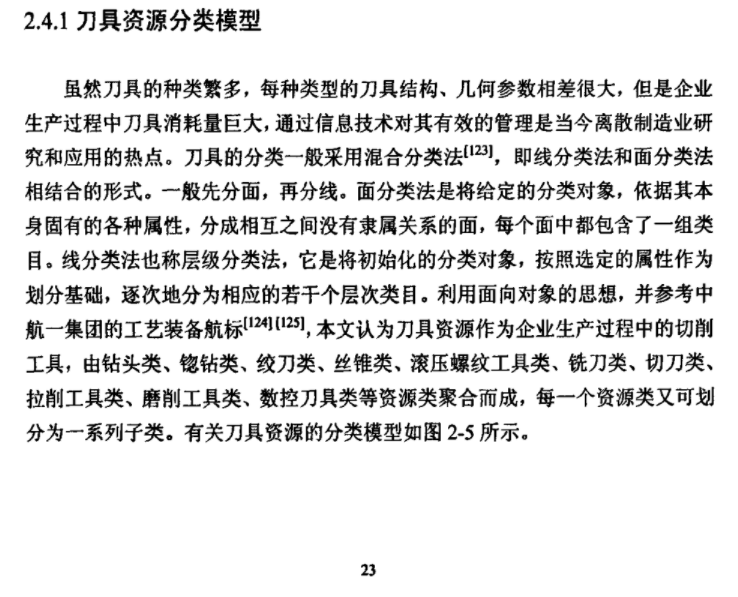 2.4.1 刀具资源分类模型
虽然刀具的种类繁多，每种类型的刀具结构、几何参数相差很大，但是企业
生产过程中刀具消耗量巨大，通过信息技术对其有效的管理是当今离散制造业研
究和应用的热点。刀具的分类一般采用混合分类法[123]，即线分类法和面分类法
相结合的形式。一般先分面，再分线。面分类法是将给定的分类对象，依据其本
身固有的各种属性，分成相互之间没有隶属关系的面，每个面中都包含了一组类
目。线分类法也称层级分类法，它是将初始化的分类对象，按照选定的属性作为
划分基础，逐次地分为相应的若干个层次类目。利用面向对象的思想，并参考中
航一集团的工艺装备航标[124][125]，本文认为刀具资源作为企业生产过程中的切削
工具，由钻头类、锪钻类、绞刀类、丝锥类、滚压螺纹工具类、铣刀类、切刀类、
拉削工具类、磨削工具类、数控刀具类等资源类聚合而成，每一个资源类又可划
分为一系列子类。有关刀具资源的分类模型如图 2-5 所示。
23